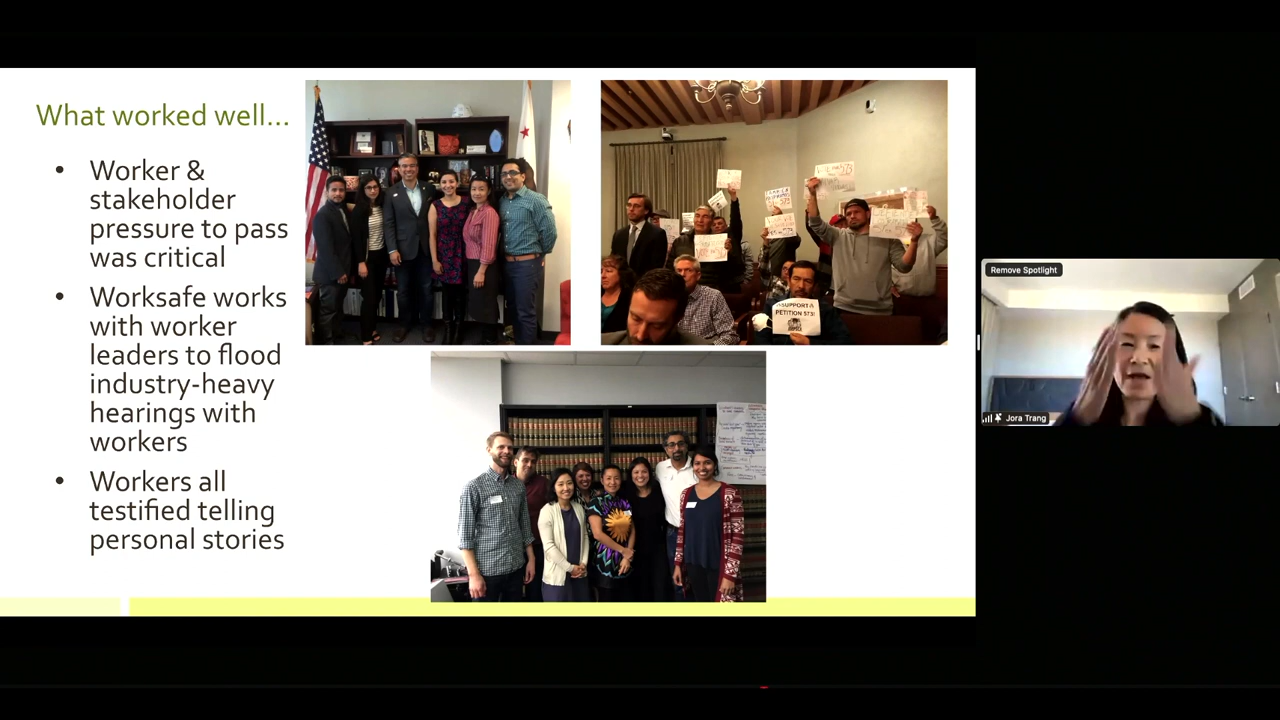 What worked well...
• Worker &
stakeholder
pressure to pass
was critical
• Worksafe works
with worker
leaders to flood
industry-heavy
hearings with
workers
• Workers all
testified telling
personal stories
I SUPPORT
PETITION 573!
Remove Spotlight
Jora Trang